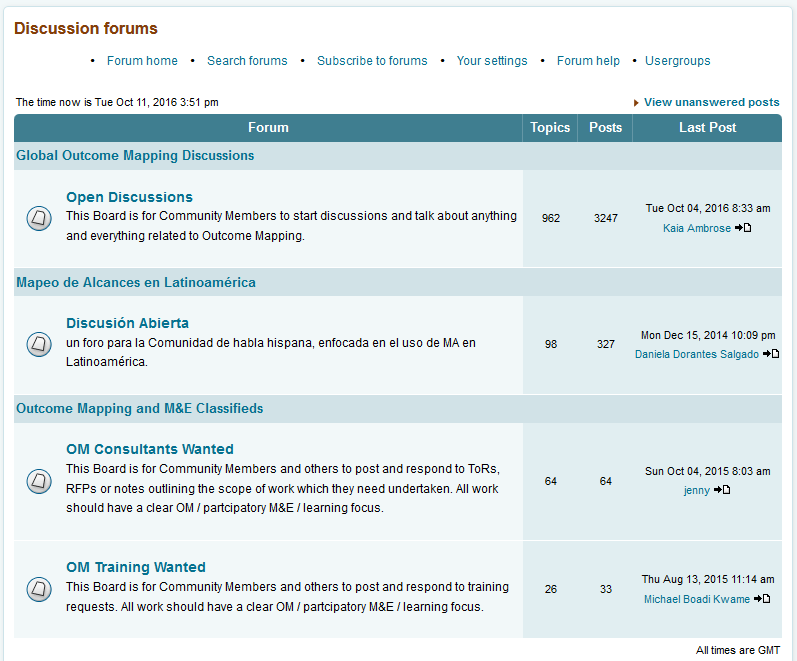 Discussion forums
• Forum home • Search forums • Subscribe to forums • Your settings • Forum help • Usergroups
The time now is Tue Oct 11, 2016 3:51 pm
View unanswered posts
Forum Topics Posts Last Post
Global Outcome Mapping Discussions
Open Discussions
This Board is for Community Members to start discussions and talk about anything
and everything related to Outcome Mapping.
962
3247
Tue Oct 04, 2016 8:33 am
Kaia Ambrose
Mapeo de Alcances en Latinoamérica
Discusión Abierta
un foro para la Comunidad de habla hispana, enfocada en el uso de MA en
Latinoamérica.
98
327
Mon Dec 15, 2014 10:09 pm
Daniela Dorantes Salgado
Outcome Mapping and M&E Classifieds
OM Consultants Wanted
This Board is for Community Members and others to post and respond to ToRs,
RFPs or notes outlining the scope of work which they need undertaken. All work
should have a clear OM / partcipatory M&E / learning focus.
64
64
Sun Oct 04, 2015 8:03 am
jenny
OM Training Wanted
This Board is for Community Members and others to post and respond to training
requests. All work should have a clear OM / partcipatory M&E / learning focus.
26
33
Thu Aug 13, 2015 11:14 am
Michael Boadi Kwame
All times are GMT